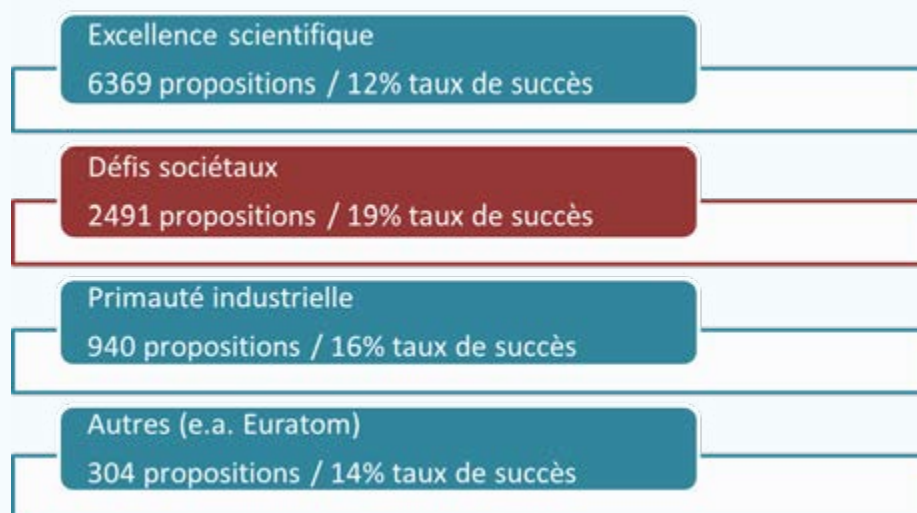 Excellence scientifique
6369 propositions / 12% taux de succès
Défis sociétaux
2491 propositions / 19% taux de succès
Primauté industrielle
940 propositions / 16% taux de succès
Autres (e.a. Euratom)
304 propositions / 14% taux de succès